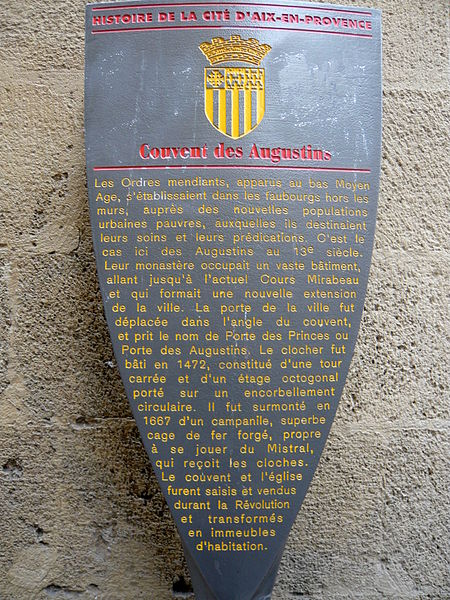 HISTOIRE DE LA CITÉ D'AIX-EN-PROVENCE
Couvent des Augustins
Les Ordres mendiants, apparus au bas Moyen
Age, s'établissaient dans les faubourgs hors les
murs, auprès des nouvelles populations
urbaines pauvres, auxquelles ils destinaient
leurs soins et leurs prédications. C'est le
cas ici des Augustins au 13e siècle.
Leur monastère occupait un vaste bâtiment,
allant jusqu'à l'actuel Cours Mirabeau
et qui formait une nouvelle extension
de la ville. La porte de la ville fut
déplacée dans l'angle du couvent,
et prit le nom de Porte des Princes ou
Porte des Augustins. Le clocher fut
bâti en 1472, constitué d'une tour
carrée et d'un étage octogonal
porté sur un encorbellement
circulaire. Il fut surmonté en
1667 d'un campanile, superbe
cage de fer forgé, propre
à se jouer du Mistral,
qui reçoit les cloches.
Le couvent et l'église
furent saisis et vendus
durant la Révolution
et transformés
en immeubles
d'habitation.